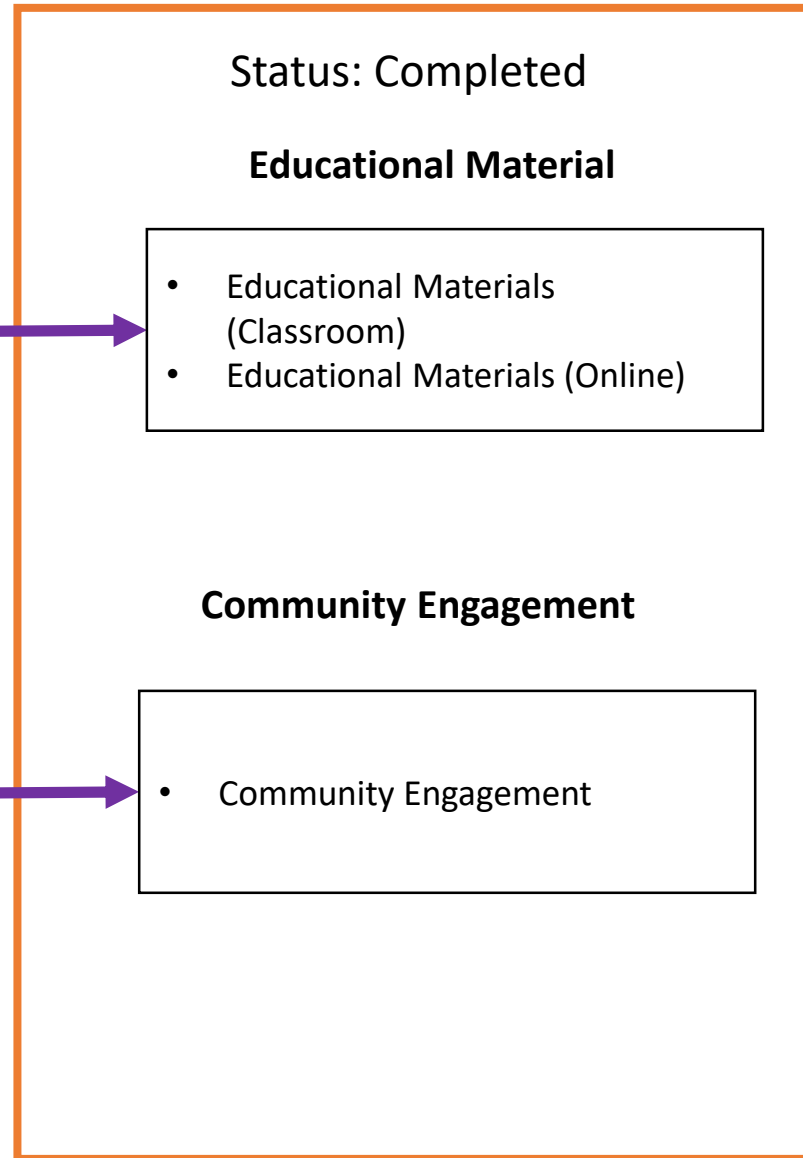 Status: Completed
Educational Material
• Educational Materials
(Classroom)
• Educational Materials (Online)
Community Engagement
• Community Engagement